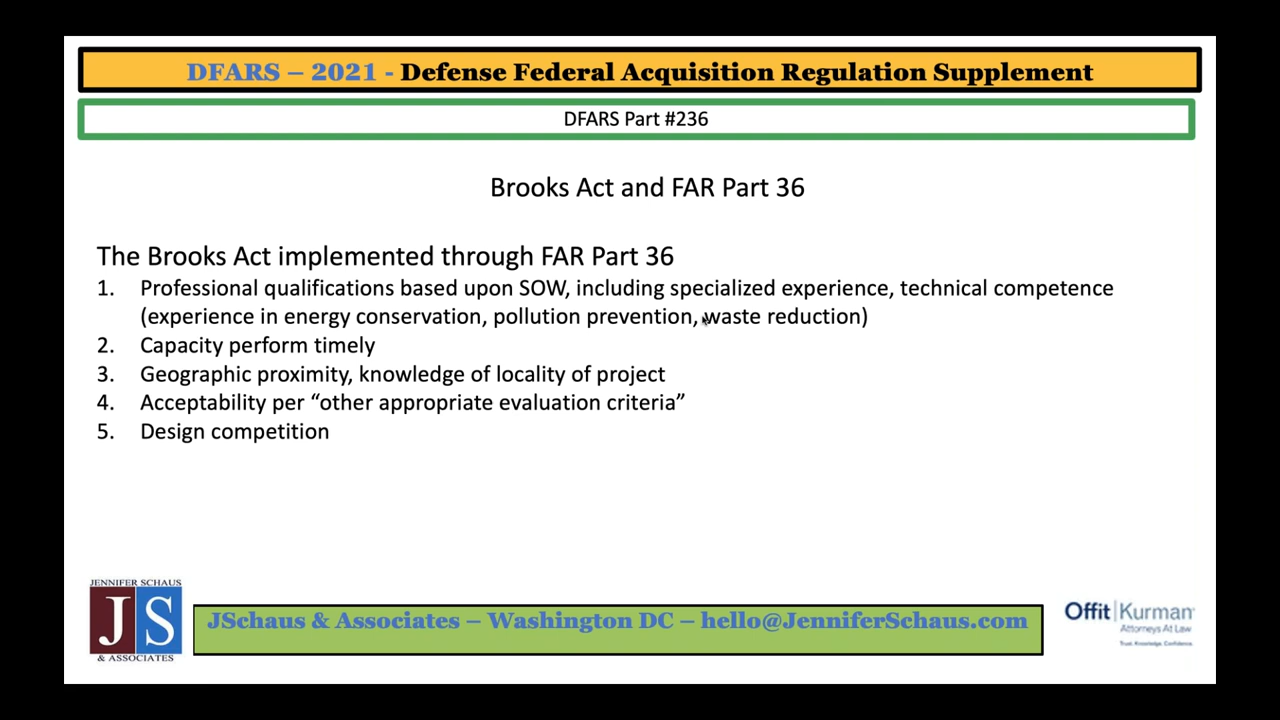 DFARS – 2021 - Defense Federal Acquisition Regulation Supplement
DFARS Part #236
Brooks Act and FAR Part 36
The Brooks Act implemented through FAR Part 36
1. Professional qualifications based upon SOW, including specialized experience, technical competence
(experience in energy conservation, pollution prevention, waste reduction)
2. Capacity perform timely
3. Geographic proximity, knowledge of locality of project
4. Acceptability per “other appropriate evaluation criteria”
5. Design competition
JENNIFER SCHAUS
JS
& ASSOCIATES
JSchaus & Associates – Washington DC – hello@JenniferSchaus.com
Offit|Kurman
Attorneys At Law
Trust. Knowledge. Confidence.